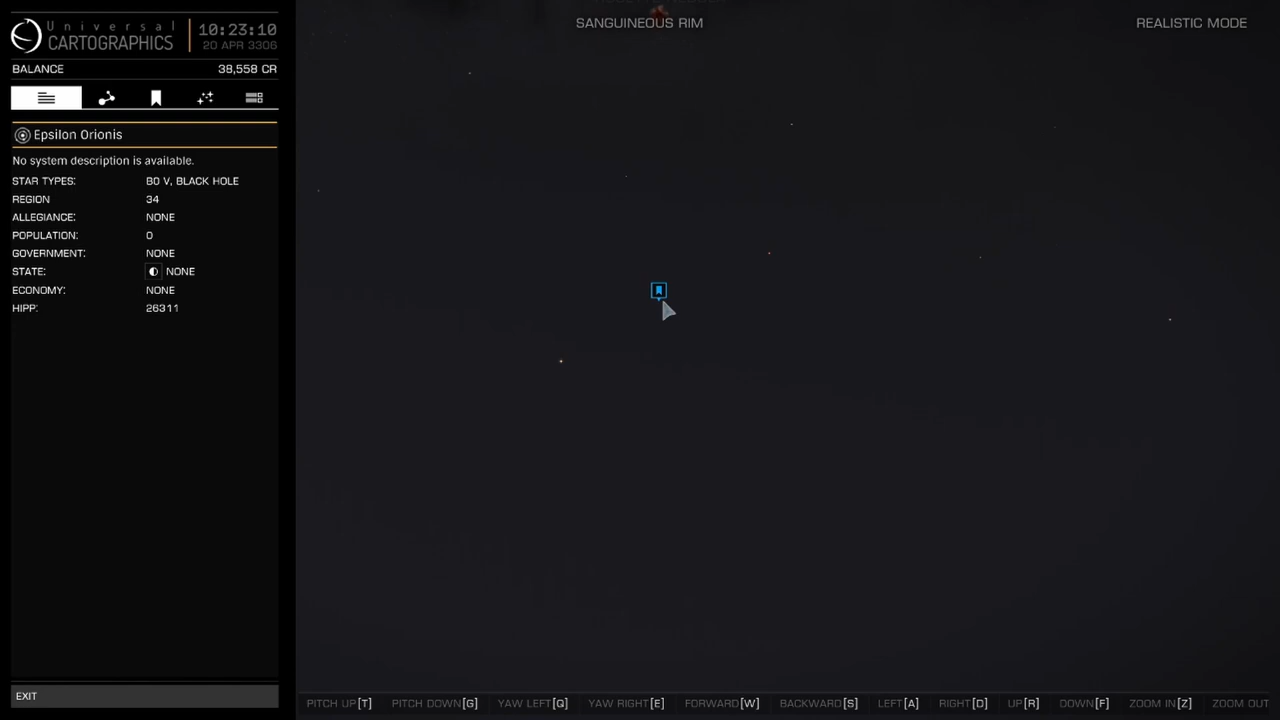 Universal
CARTOGRAPHICS
10:23:10
20 APR 3306
SANGUINEOUS RIM
REALISTIC MODE
BALANCE 38,558 CR
Epsilon Orionis
No system description is available.
STAR TYPES: B0 V, BLACK HOLE
REGION 34
ALLEGIANCE: NONE
POPULATION: 0
GOVERNMENT: NONE
STATE: NONE
ECONOMY: NONE
HIPP: 26311
EXIT
PITCH UP[T] PITCH DOWN[G] YAW LEFT[Q] YAW RIGHT[E] FORWARD[W] BACKWARD[S] LEFT[A] RIGHT[D] UP[R] DOWN[F] ZOOM IN[Z] ZOOM OUT